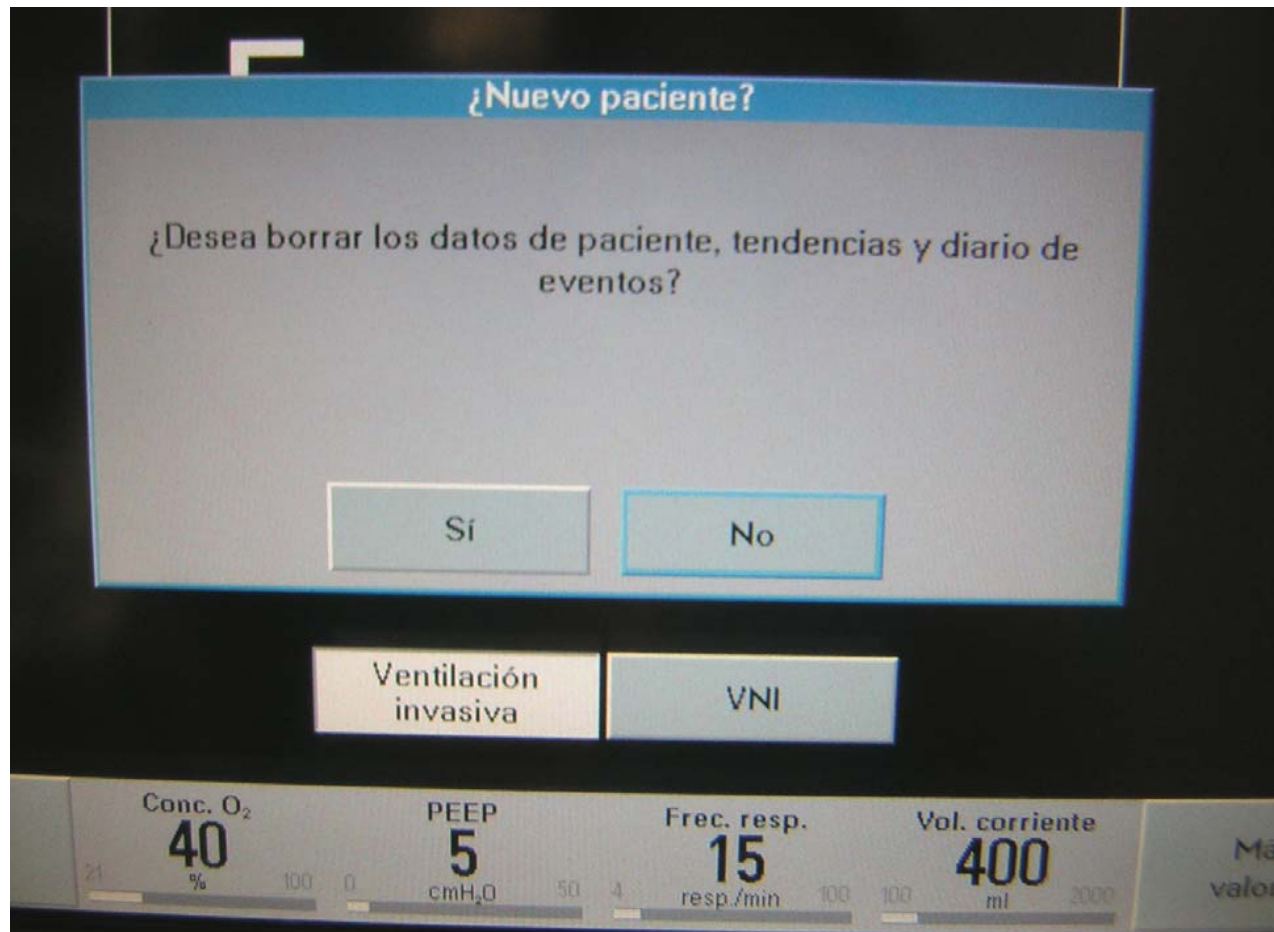 ¿Nuevo paciente?
¿Desea borrar los datos de paciente, tendencias y diario de
eventos?
Sí
No
Ventilación
invasiva
VNI
Conc. O₂
40
21 % 100
PEEP
5
0 cmH₂O 50
Frec. resp.
15
4 resp./min 100
Vol. corriente
400
100 ml 2000